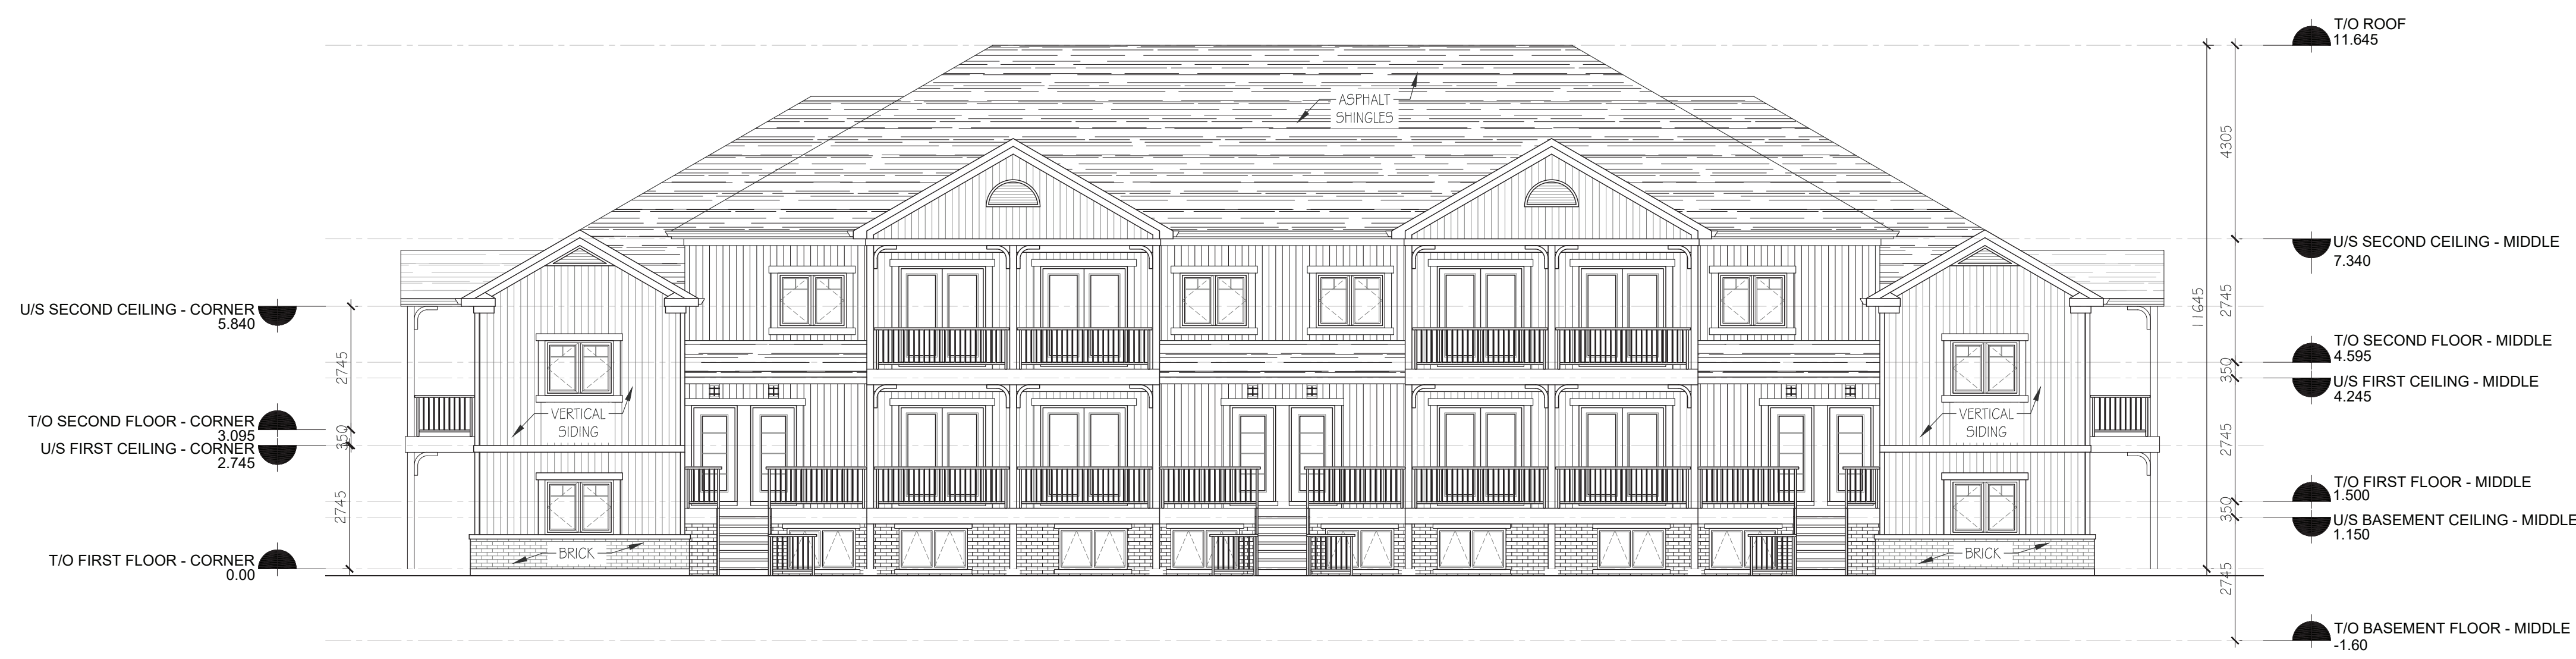 T/O ROOF
11.645
ASPHALT
SHINGLES
4305
U/S SECOND CEILING - MIDDLE
7.340
11645
2745
U/S SECOND CEILING - CORNER
5.840
T/O SECOND FLOOR - MIDDLE
4.595
350
U/S FIRST CEILING - MIDDLE
4.245
2745
VERTICAL
SIDING
VERTICAL
SIDING
T/O SECOND FLOOR - CORNER
3.095
350
U/S FIRST CEILING - CORNER
2.745
2745
T/O FIRST FLOOR - MIDDLE
1.500
350
U/S BASEMENT CEILING - MIDDLE
1.150
2745
BRICK
BRICK
T/O FIRST FLOOR - CORNER
0.00
2745
T/O BASEMENT FLOOR - MIDDLE
-1.60